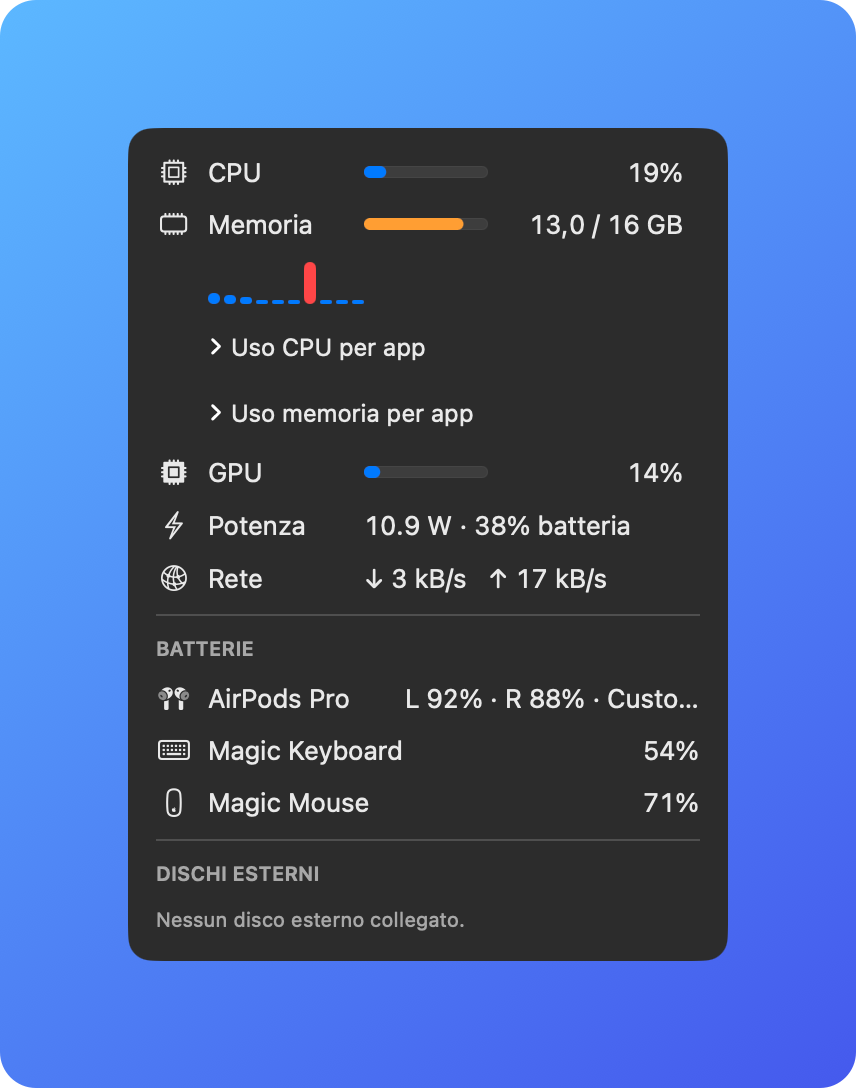 CPU 19%
Memoria 13,0 / 16 GB
Uso CPU per app
Uso memoria per app
GPU 14%
Potenza 10.9 W · 38% batteria
Rete ↓ 3 kB/s ↑ 17 kB/s
BATTERIE
AirPods Pro L 92% · R 88% · Custo...
Magic Keyboard 54%
Magic Mouse 71%
DISCHI ESTERNI
Nessun disco esterno collegato.